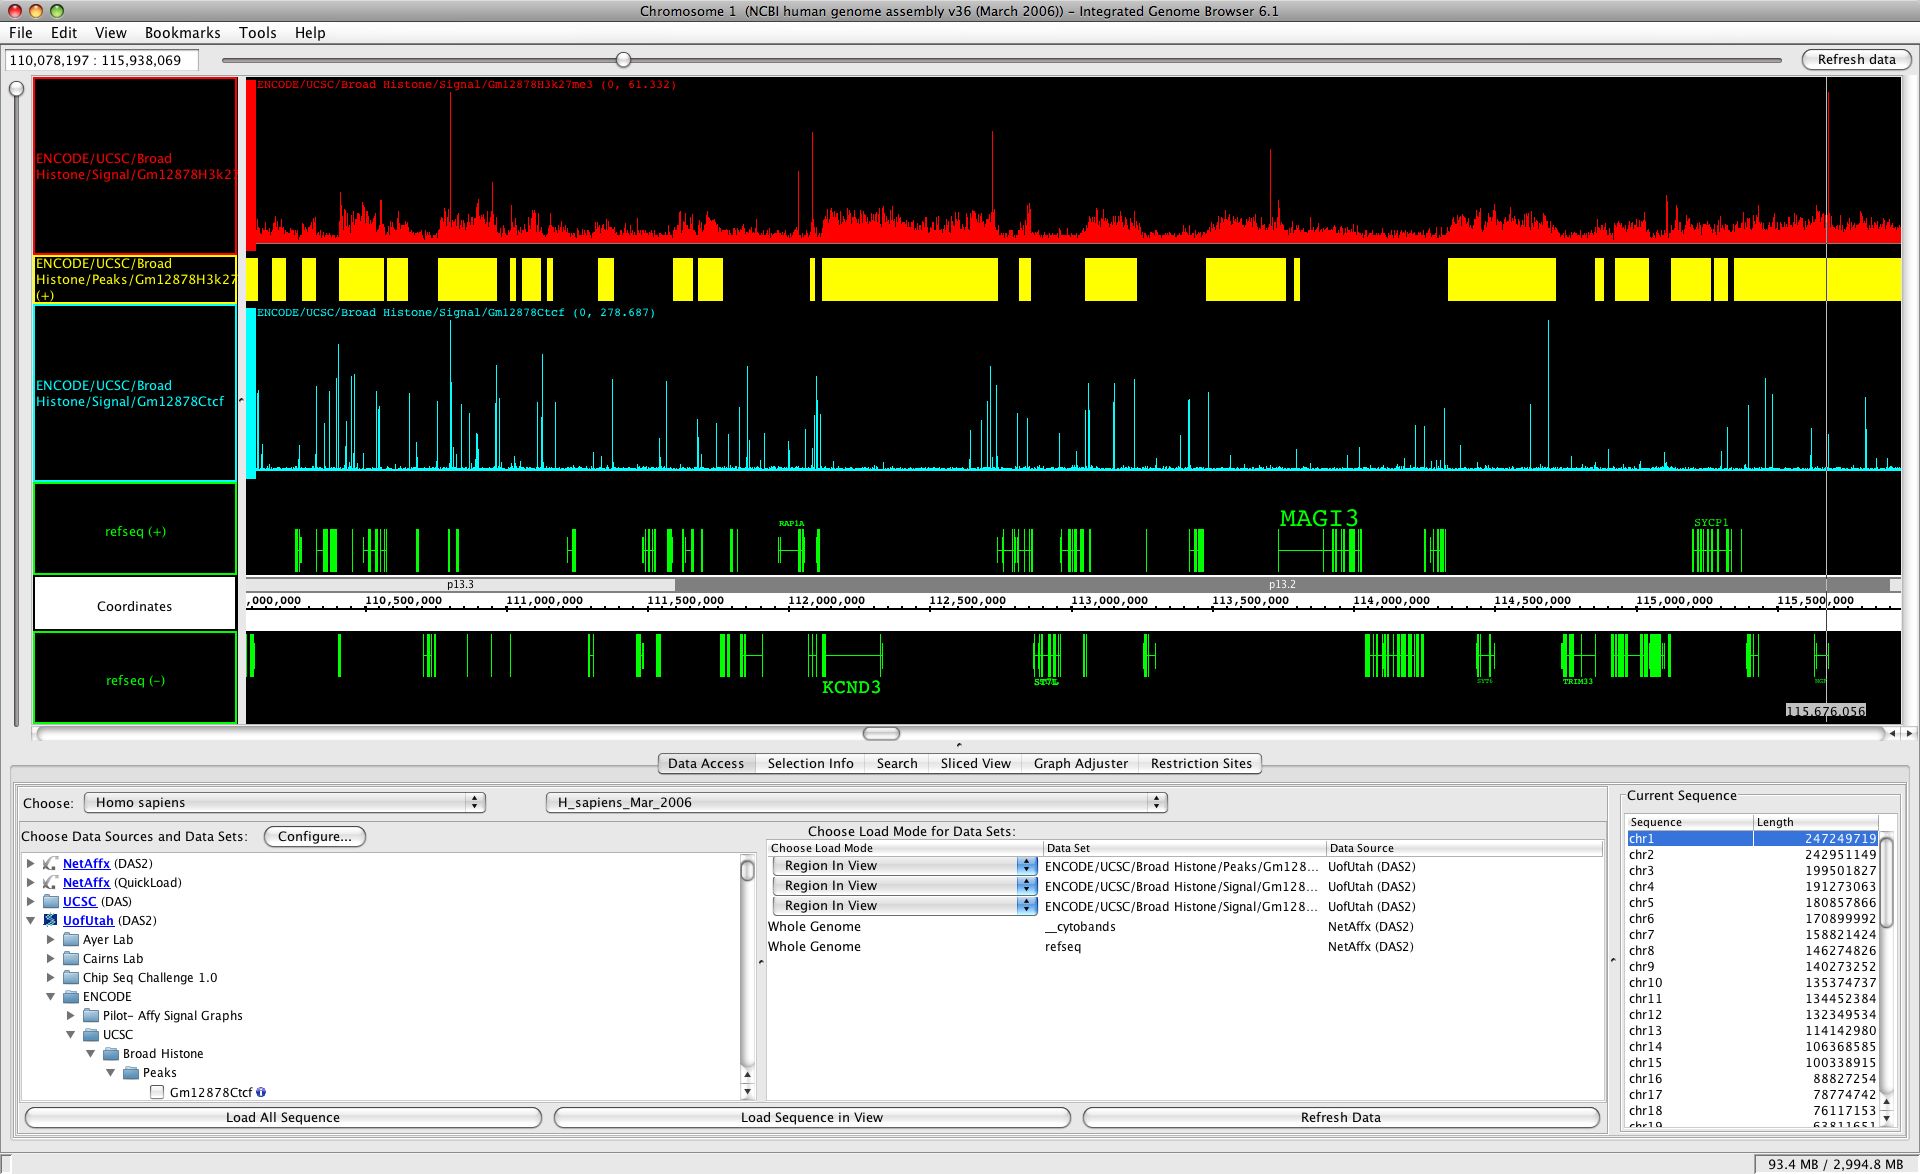 Chromosome 1 (NCBI human genome assembly v36 (March 2006)) - Integrated Genome Browser 6.1
File Edit View Bookmarks Tools Help
110,078,197 : 115,938,069
Refresh data
ENCODE/UCSC/Broad Histone/Signal/Gm12878H3k27me3 (0, 61.332)
ENCODE/UCSC/Broad
Histone/Signal/Gm12878H3k27
ENCODE/UCSC/Broad
Histone/Peaks/Gm12878H3k27
(+)
ENCODE/UCSC/Broad Histone/Signal/Gm12878Ctcf (0, 278.687)
ENCODE/UCSC/Broad
Histone/Signal/Gm12878Ctcf
refseq (+)
RAP1A
MAGI3
SYCP1
p13.3 p13.2
Coordinates
,000,000 110,500,000 111,000,000 111,500,000 112,000,000 112,500,000 113,000,000 113,500,000 114,000,000 114,500,000 115,000,000 115,500,000
refseq (-)
KCND3
ST7L
SYT6
TRIM33
NGF
115,676,056
Data Access Selection Info Search Sliced View Graph Adjuster Restriction Sites
Choose: Homo sapiens H_sapiens_Mar_2006
Choose Data Sources and Data Sets: Configure...
NetAffx (DAS2)
NetAffx (QuickLoad)
UCSC (DAS)
UofUtah (DAS2)
Ayer Lab
Cairns Lab
Chip Seq Challenge 1.0
ENCODE
Pilot- Affy Signal Graphs
UCSC
Broad Histone
Peaks
Gm12878Ctcf
Choose Load Mode for Data Sets:
Choose Load Mode Data Set Data Source
Region In View ENCODE/UCSC/Broad Histone/Peaks/Gm128... UofUtah (DAS2)
Region In View ENCODE/UCSC/Broad Histone/Signal/Gm128... UofUtah (DAS2)
Region In View ENCODE/UCSC/Broad Histone/Signal/Gm128... UofUtah (DAS2)
Whole Genome __cytobands NetAffx (DAS2)
Whole Genome refseq NetAffx (DAS2)
Load All Sequence Load Sequence in View Refresh Data
Current Sequence
Sequence Length
chr1 247249719
chr2 242951149
chr3 199501827
chr4 191273063
chr5 180857866
chr6 170899992
chr7 158821424
chr8 146274826
chr9 140273252
chr10 135374737
chr11 134452384
chr12 132349534
chr13 114142980
chr14 106368585
chr15 100338915
chr16 88827254
chr17 78774742
chr18 76117153
chr19 63811651
93.4 MB / 2,994.8 MB